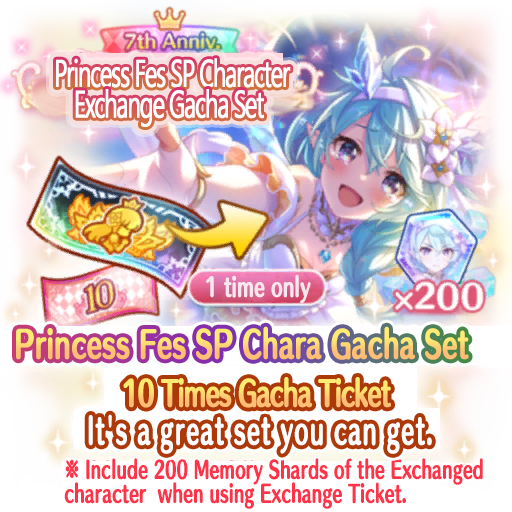 7th Anniv.
Princess Fes SP Character
Exchange Gacha Set
10
1 time only
×200
Princess Fes SP Chara Gacha Set
10 Times Gacha Ticket
It's a great set you can get.
※ Include 200 Memory Shards of the Exchanged
character when using Exchange Ticket.